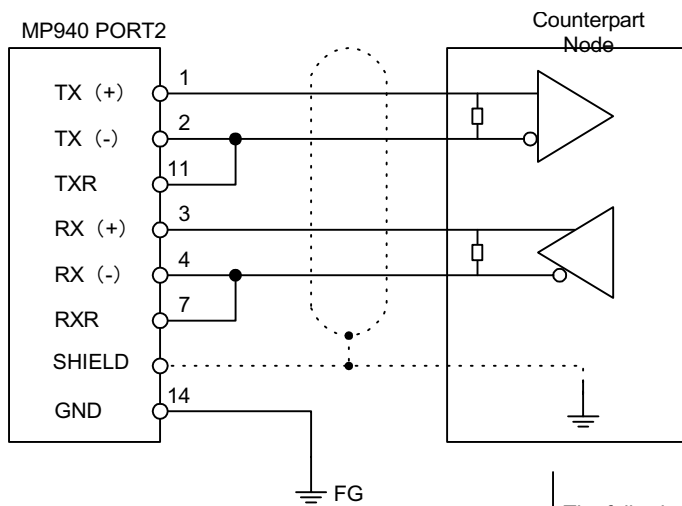 MP940 PORT2
Counterpart
Node
TX (+)
1
TX (-)
2
TXR
11
RX (+)
3
RX (-)
4
RXR
7
SHIELD
GND
14
FG